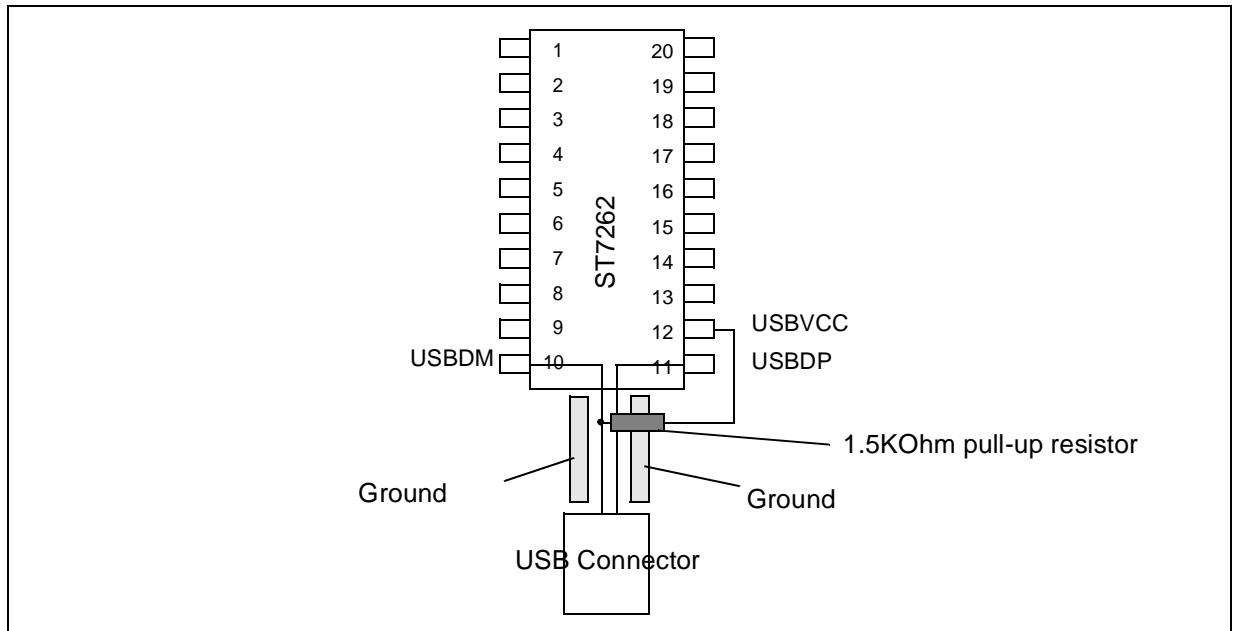 1 20
2 19
3 18
4 17
5 16
6 15
7 14
8 13
9 12 USBVCC
USBDM 10 11 USBDP
ST7262
1.5KOhm pull-up resistor
Ground Ground
USB Connector